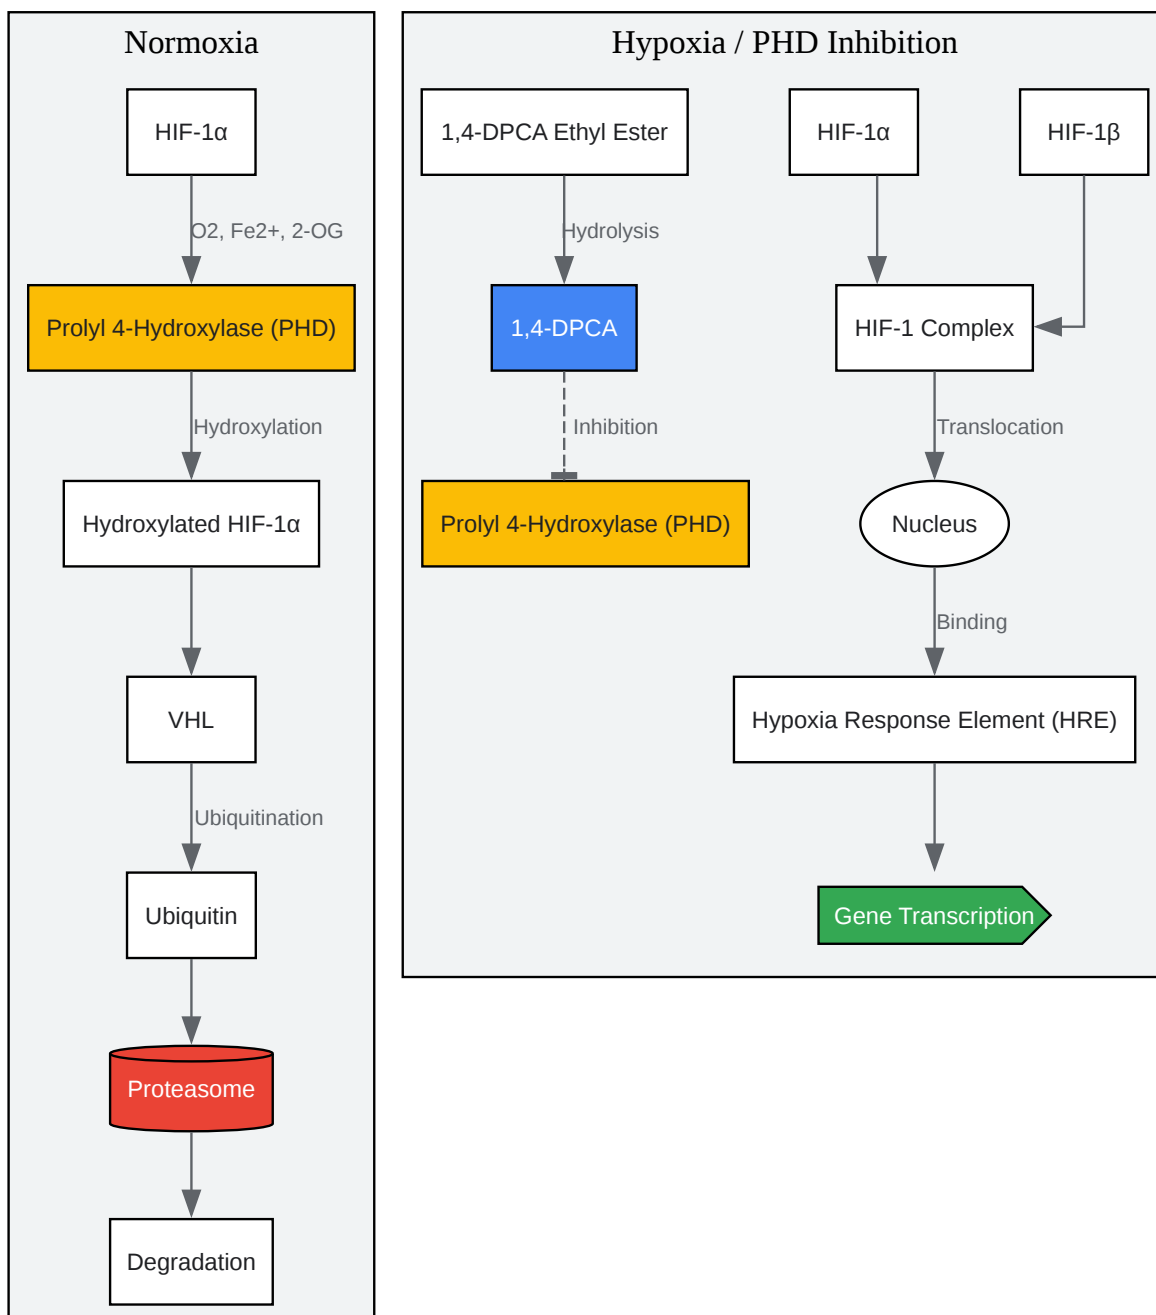 Normoxia
HIF-1α
O2, Fe2+, 2-OG
Prolyl 4-Hydroxylase (PHD)
Hydroxylation
Hydroxylated HIF-1α
VHL
Ubiquitination
Ubiquitin
Proteasome
Degradation
Hypoxia / PHD Inhibition
1,4-DPCA Ethyl Ester
Hydrolysis
1,4-DPCA
Inhibition
Prolyl 4-Hydroxylase (PHD)
HIF-1α
HIF-1β
HIF-1 Complex
Translocation
Nucleus
Binding
Hypoxia Response Element (HRE)
Gene Transcription